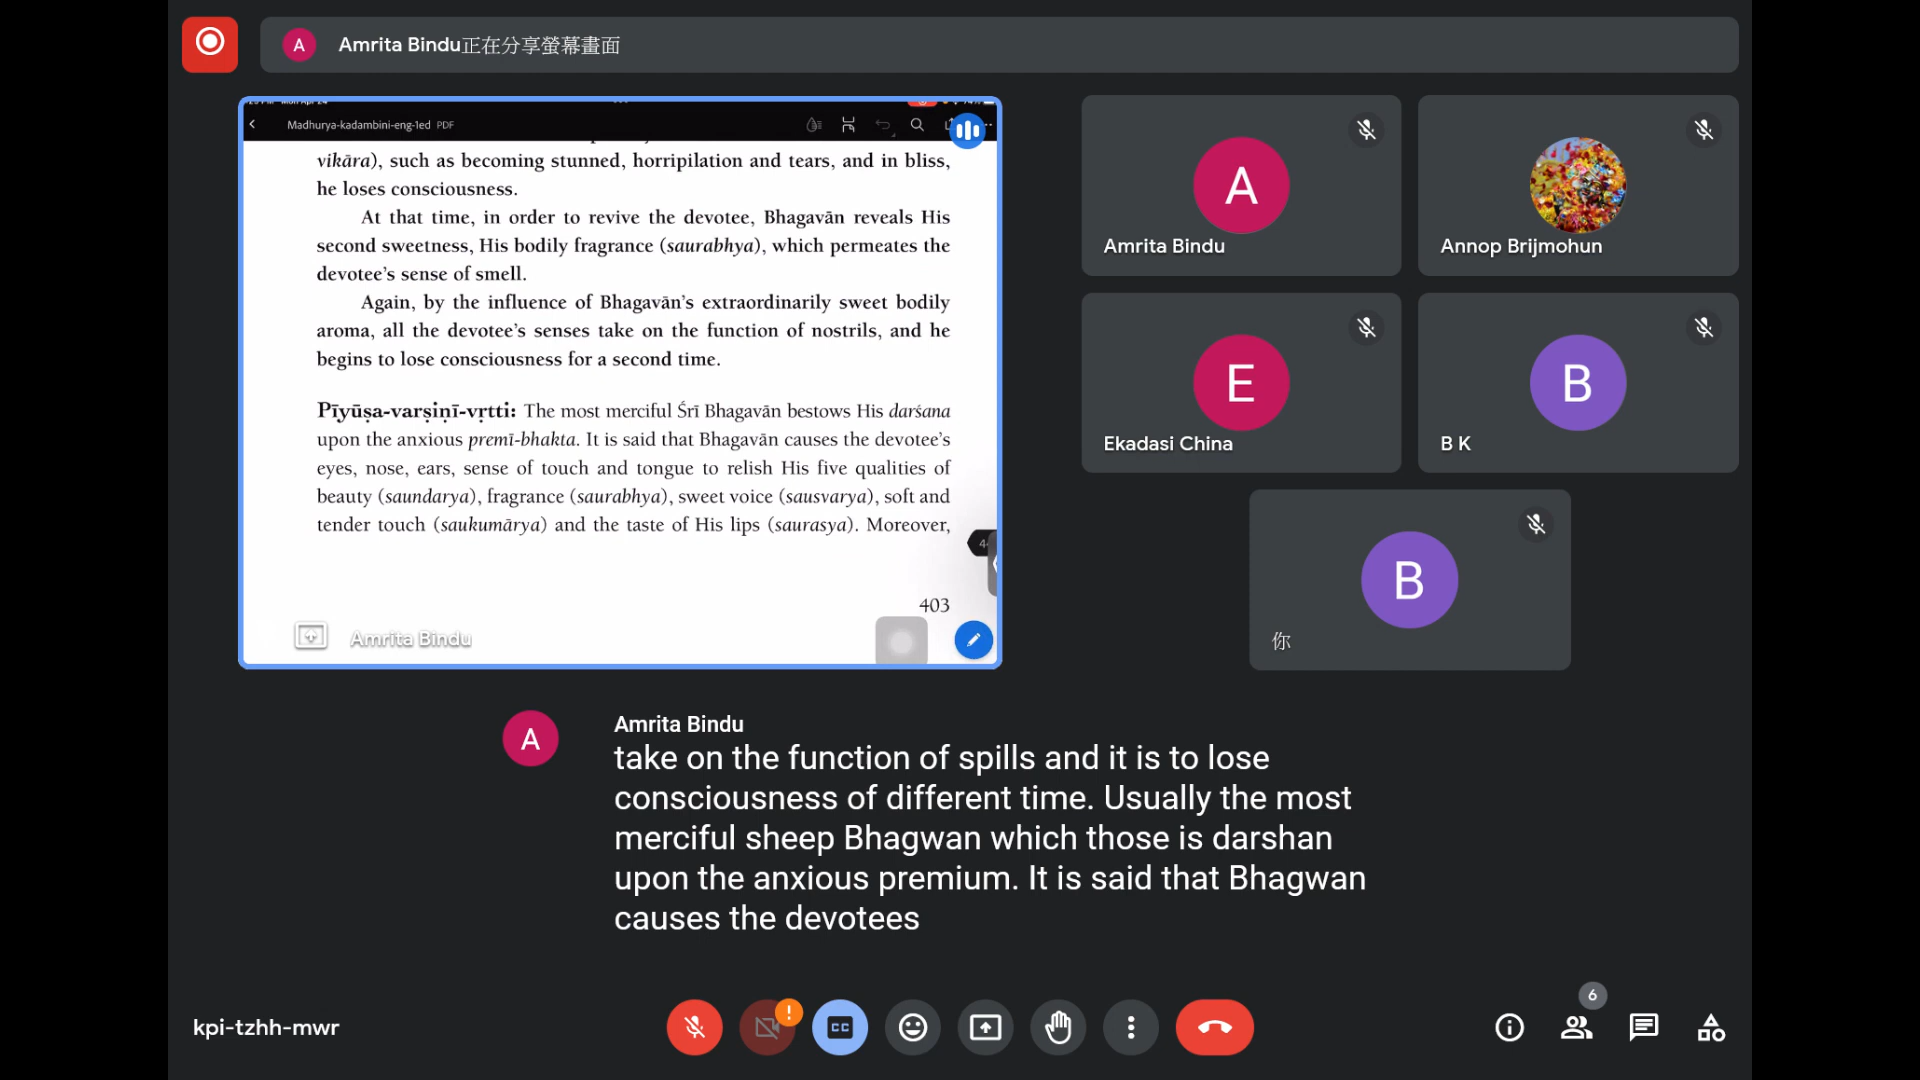 A Amrita Bindu正在分享螢幕畫面
Madhurya-kadambini-eng-1ed PDF
vikāra), such as becoming stunned, horripilation and tears, and in bliss,
he loses consciousness.
At that time, in order to revive the devotee, Bhagavān reveals His
second sweetness, His bodily fragrance (saurabhya), which permeates the
devotee's sense of smell.
Again, by the influence of Bhagavān's extraordinarily sweet bodily
aroma, all the devotee's senses take on the function of nostrils, and he
begins to lose consciousness for a second time.
Pīyūṣa-varṣiṇī-vṛtti: The most merciful Śrī Bhagavān bestows His darśana
upon the anxious premī-bhakta. It is said that Bhagavān causes the devotee's
eyes, nose, ears, sense of touch and tongue to relish His five qualities of
beauty (saundarya), fragrance (saurabhya), sweet voice (sausvarya), soft and
tender touch (saukumārya) and the taste of His lips (saurasya). Moreover,
403
Amrita Bindu
A
Amrita Bindu
Annop Brijmohun
E
Ekadasi China
B
B K
B
你
A
Amrita Bindu
take on the function of spills and it is to lose
consciousness of different time. Usually the most
merciful sheep Bhagwan which those is darshan
upon the anxious premium. It is said that Bhagwan
causes the devotees
kpi-tzhh-mwr
!
CC
6